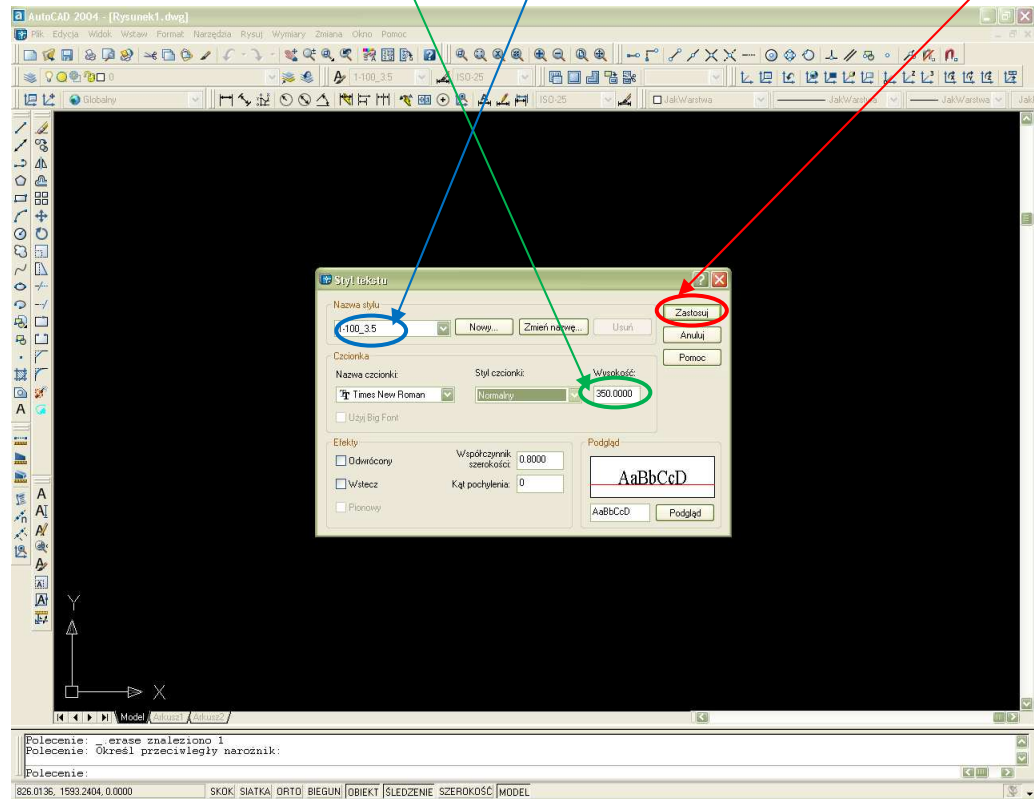 AutoCAD 2004 - [Rysunek1.dwg]
Plik Edycja Widok Wstaw Format Narzędzia Rysuj Wymiary Zmiana Okno Pomoc
0 1-100_3.5 ISO-25
Globalny ISO-25 JakWarstwa JakWarstwa JakWarstwa Jak
Styl tekstu
Nazwa stylu
1-100_3.5 Nowy... Zmień nazwę... Usuń
Zastosuj
Anuluj
Pomoc
Czcionka
Nazwa czcionki: Styl czcionki: Wysokość:
Times New Roman Normalny 350.0000
Użyj Big Font
Efekty
Odwrócony
Wstecz
Pionowy
Współczynnik szerokości: 0.8000
Kąt pochylenia: 0
Podgląd
AaBbCcD
AaBbCcD Podgląd
Y
X
Model Arkusz1 Arkusz2
Polecenie: _.erase znaleziono 1
Polecenie: Określ przeciwległy narożnik:
Polecenie:
826.0136, 1593.2404, 0.0000 SKOK SIATKA ORTO BIEGUN OBIEKT ŚLEDZENIE SZEROKOŚĆ MODEL